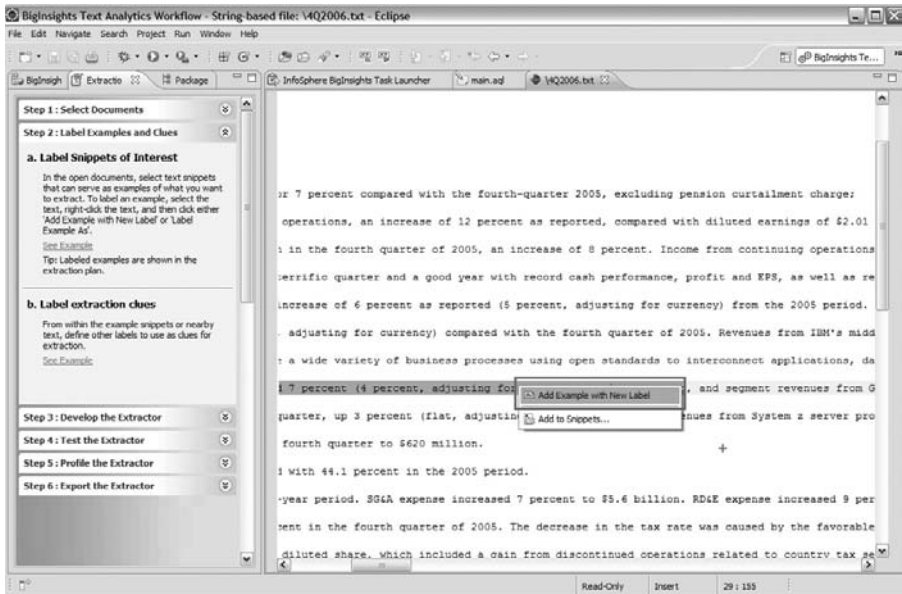 BigInsights Text Analytics Workflow - String-based file: \4Q2006.txt - Eclipse
File Edit Navigate Search Project Run Window Help
BigInsights Te...
BigInsigh Extractio Package
InfoSphere BigInsights Task Launcher main.aql \4Q2006.txt
Step 1 : Select Documents
Step 2 : Label Examples and Clues
a. Label Snippets of Interest
In the open documents, select text snippets
that can serve as examples of what you want
to extract. To label an example, select the
text, right-click the text, and then click either
'Add Example with New Label' or 'Label
Example As'.
See Example
Tip: Labeled examples are shown in the
extraction plan.
b. Label extraction clues
From within the example snippets or nearby
text, define other labels to use as clues for
extraction.
See Example
Step 3 : Develop the Extractor
Step 4 : Test the Extractor
Step 5 : Profile the Extractor
Step 6 : Export the Extractor
or 7 percent compared with the fourth-quarter 2005, excluding pension curtailment charge;
operations, an increase of 12 percent as reported, compared with diluted earnings of $2.01
in the fourth quarter of 2005, an increase of 8 percent. Income from continuing operations
terrific quarter and a good year with record cash performance, profit and EPS, as well as re
increase of 6 percent as reported (5 percent, adjusting for currency) from the 2005 period.
adjusting for currency) compared with the fourth quarter of 2005. Revenues from IBM's midd
a wide variety of business processes using open standards to interconnect applications, da
7 percent (4 percent, adjusting for , and segment revenues from G
Add Example with New Label
quarter, up 3 percent (flat, adjustin nues from System z server pro
Add to Snippets...
fourth quarter to $620 million.
with 44.1 percent in the 2005 period.
-year period. SG&A expense increased 7 percent to $5.6 billion. RD&E expense increased 9 per
cent in the fourth quarter of 2005. The decrease in the tax rate was caused by the favorable
diluted share, which included a gain from discontinued operations related to country tax se
Read-Only Insert 29 : 155